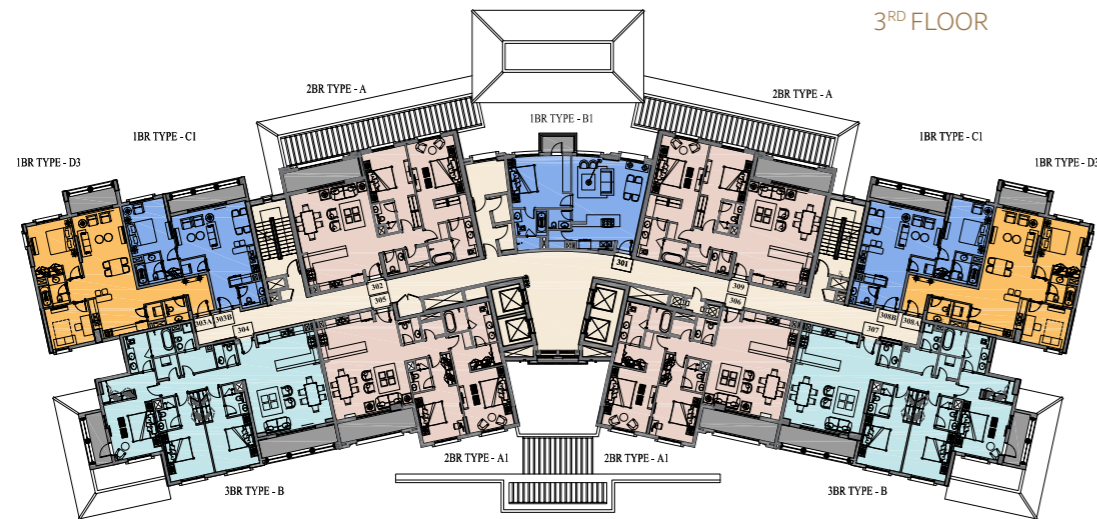 3RD FLOOR
2BR TYPE - A
2BR TYPE - A
1BR TYPE - B1
1BR TYPE - C1
1BR TYPE - C1
1BR TYPE - D3
1BR TYPE - D3
301
302
309
305
306
303A
303B
304
307
308B
308A
2BR TYPE - A1
2BR TYPE - A1
3BR TYPE - B
3BR TYPE - B